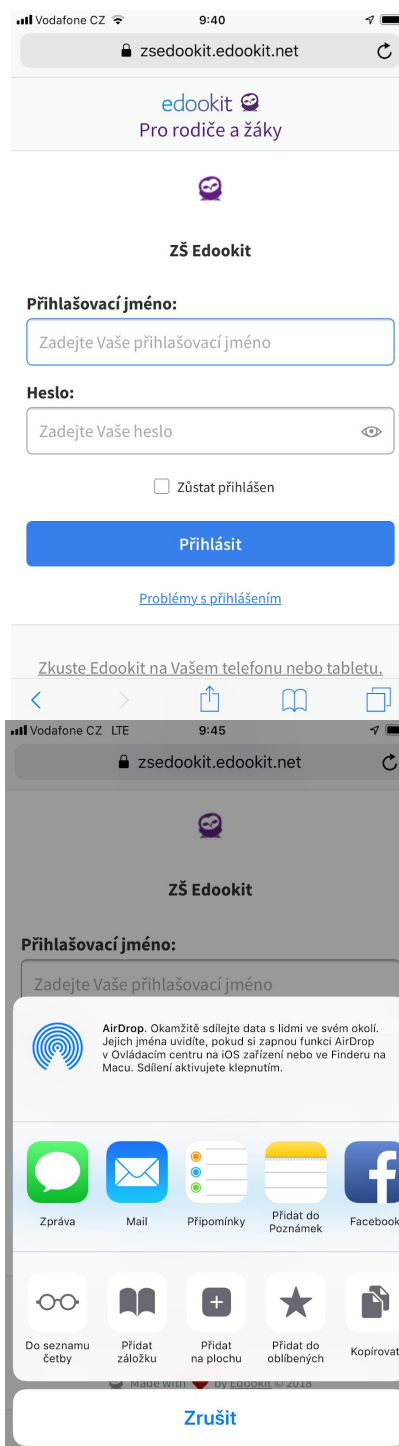 Vodafone CZ 9:40
zsedookit.edookit.net
edookit
Pro rodiče a žáky
ZŠ Edookit
Přihlašovací jméno:
Zadejte Vaše přihlašovací jméno
Heslo:
Zadejte Vaše heslo
Zůstat přihlášen
Přihlásit
Problémy s přihlášením
Zkuste Edookit na Vašem telefonu nebo tabletu.
Vodafone CZ LTE 9:45
zsedookit.edookit.net
ZŠ Edookit
Přihlašovací jméno:
Zadejte Vaše přihlašovací jméno
AirDrop. Okamžitě sdílejte data s lidmi ve svém okolí.
Jejich jména uvidíte, pokud si zapnou funkci AirDrop
v Ovládacím centru na iOS zařízení nebo ve Finderu na
Macu. Sdílení aktivujete klepnutím.
Zpráva
Mail
Připomínky
Přidat do
Poznámek
Facebook
Do seznamu
četby
Přidat
záložku
Přidat
na plochu
Přidat do
oblíbených
Kopírovat
Made with by Edookit © 2018
Zrušit